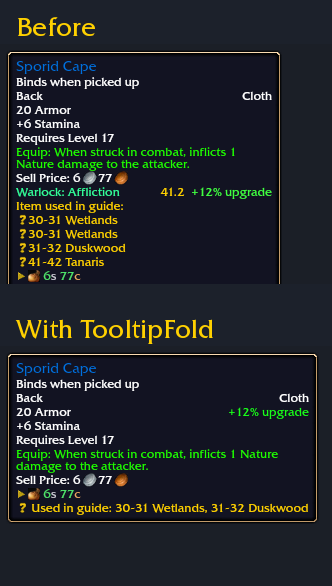 Before
Sporid Cape
Binds when picked up
Back Cloth
20 Armor
+6 Stamina
Requires Level 17
Equip: When struck in combat, inflicts 1
Nature damage to the attacker.
Sell Price: 6 77
Warlock: Affliction 41.2 +12% upgrade
Item used in guide:
? 30-31 Wetlands
? 30-31 Wetlands
? 31-32 Duskwood
? 41-42 Tanaris
6s 77c
With TooltipFold
Sporid Cape
Binds when picked up
Back Cloth
20 Armor +12% upgrade
+6 Stamina
Requires Level 17
Equip: When struck in combat, inflicts 1 Nature
damage to the attacker.
Sell Price: 6 77
6s 77c
? Used in guide: 30-31 Wetlands, 31-32 Duskwood